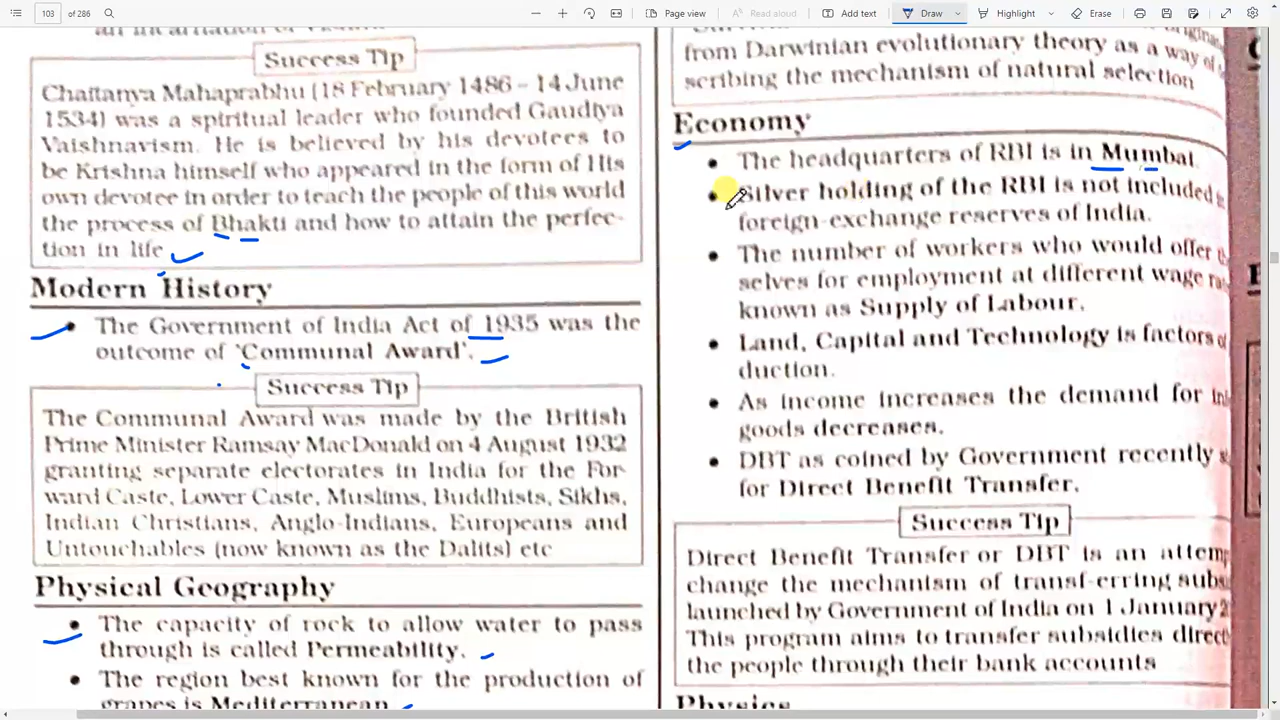 103 of 286
Page view
Read aloud
Add text
Draw
Highlight
Erase
Success Tip
Chaitanya Mahaprabhu (18 February 1486 – 14 June
1534) was a spiritual leader who founded Gaudiya
Vaishnavism. He is believed by his devotees to
be Krishna himself who appeared in the form of His
own devotee in order to teach the people of this world
the process of Bhakti and how to attain the perfec-
tion in life
Modern History
The Government of India Act of 1935 was the
outcome of 'Communal Award'.
Success Tip
The Communal Award was made by the British
Prime Minister Ramsay MacDonald on 4 August 1932
granting separate electorates in India for the For-
ward Caste, Lower Caste, Muslims, Buddhists, Sikhs,
Indian Christians, Anglo-Indians, Europeans and
Untouchables (now known as the Dalits) etc
Physical Geography
The capacity of rock to allow water to pass
through is called Permeability.
The region best known for the production of
grapes is Mediterranean
from Darwinian evolutionary theory as a way of
scribing the mechanism of natural selection
Economy
The headquarters of RBI is in Mumbai.
Silver holding of the RBI is not included
foreign-exchange reserves of India.
The number of workers who would offer
selves for employment at different wage
known as Supply of Labour.
Land, Capital and Technology is factors
duction.
As income increases the demand for
goods decreases.
DBT as coined by Government recently
for Direct Benefit Transfer.
Success Tip
Direct Benefit Transfer or DBT is an
change the mechanism of transf-erring
launched by Government of India on 1 January
This program aims to transfer subsidies
the people through their bank accounts
Physics